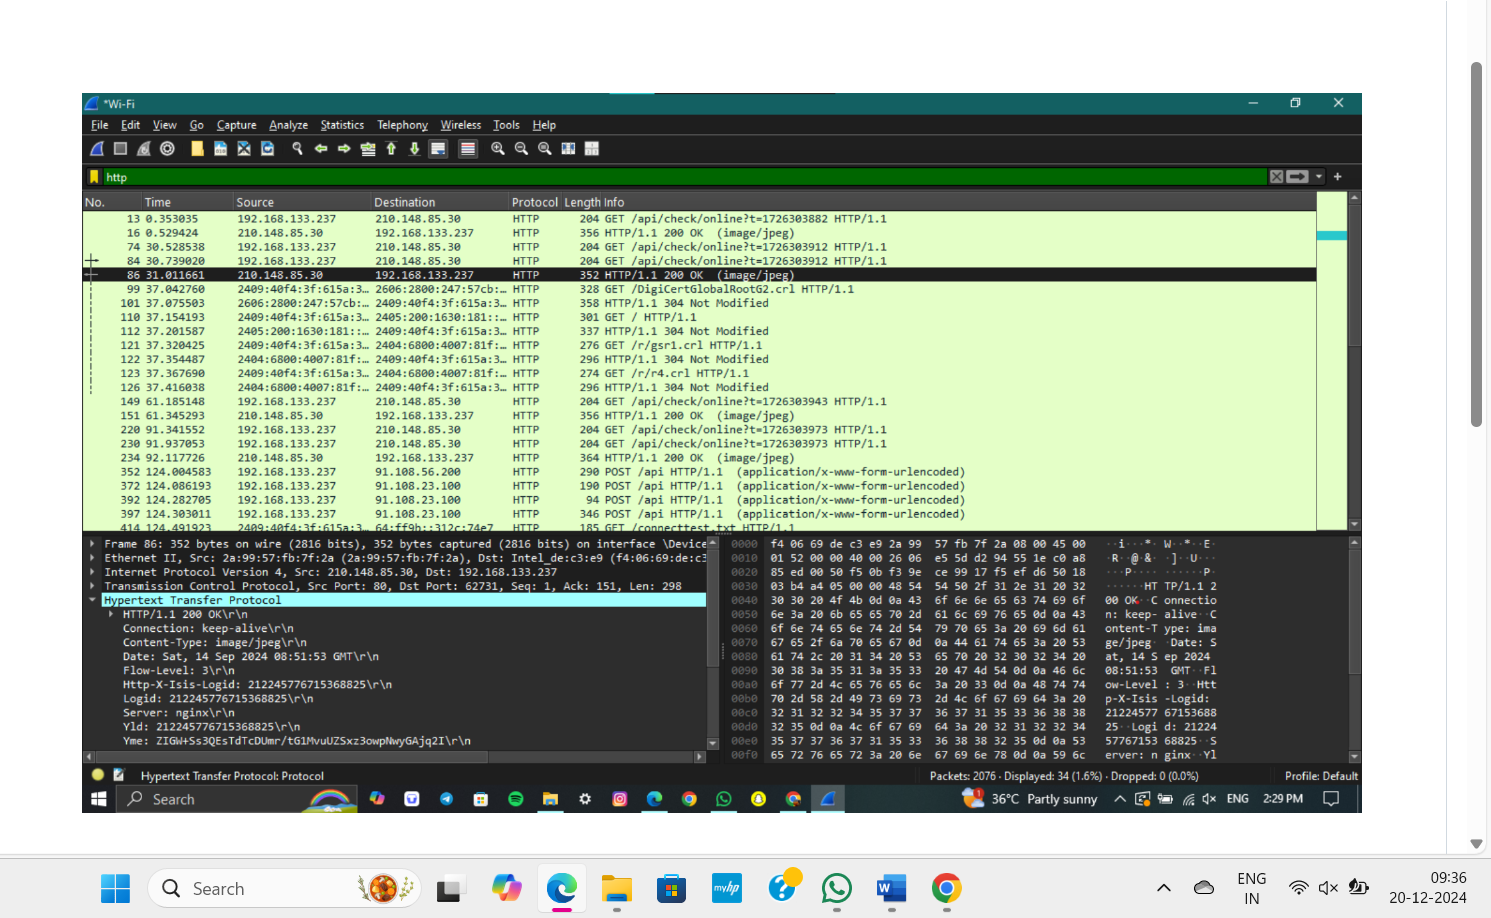 *Wi-Fi
File Edit View Go Capture Analyze Statistics Telephony Wireless Tools Help
http
No. Time Source Destination Protocol Length Info
13 0.353035 192.168.133.237 210.148.85.30 HTTP 204 GET /api/check/online?t=1726303882 HTTP/1.1
16 0.529424 210.148.85.30 192.168.133.237 HTTP 356 HTTP/1.1 200 OK (image/jpeg)
74 30.528538 192.168.133.237 210.148.85.30 HTTP 204 GET /api/check/online?t=1726303912 HTTP/1.1
84 30.739020 192.168.133.237 210.148.85.30 HTTP 204 GET /api/check/online?t=1726303912 HTTP/1.1
86 31.011661 210.148.85.30 192.168.133.237 HTTP 352 HTTP/1.1 200 OK (image/jpeg)
99 37.042760 2409:40f4:3f:615a:3… 2606:2800:247:57cb:… HTTP 328 GET /DigiCertGlobalRootG2.crl HTTP/1.1
101 37.075503 2606:2800:247:57cb:… 2409:40f4:3f:615a:3… HTTP 358 HTTP/1.1 304 Not Modified
110 37.154193 2409:40f4:3f:615a:3… 2405:200:1630:181::… HTTP 301 GET / HTTP/1.1
112 37.201587 2405:200:1630:181::… 2409:40f4:3f:615a:3… HTTP 337 HTTP/1.1 304 Not Modified
121 37.320425 2409:40f4:3f:615a:3… 2404:6800:4007:81f:… HTTP 276 GET /r/gsr1.crl HTTP/1.1
122 37.354487 2404:6800:4007:81f:… 2409:40f4:3f:615a:3… HTTP 296 HTTP/1.1 304 Not Modified
123 37.367690 2409:40f4:3f:615a:3… 2404:6800:4007:81f:… HTTP 274 GET /r/r4.crl HTTP/1.1
126 37.416038 2404:6800:4007:81f:… 2409:40f4:3f:615a:3… HTTP 296 HTTP/1.1 304 Not Modified
149 61.185148 192.168.133.237 210.148.85.30 HTTP 204 GET /api/check/online?t=1726303943 HTTP/1.1
151 61.345293 210.148.85.30 192.168.133.237 HTTP 356 HTTP/1.1 200 OK (image/jpeg)
220 91.341552 192.168.133.237 210.148.85.30 HTTP 204 GET /api/check/online?t=1726303973 HTTP/1.1
230 91.937053 192.168.133.237 210.148.85.30 HTTP 204 GET /api/check/online?t=1726303973 HTTP/1.1
234 92.117726 210.148.85.30 192.168.133.237 HTTP 364 HTTP/1.1 200 OK (image/jpeg)
352 124.004583 192.168.133.237 91.108.56.200 HTTP 290 POST /api HTTP/1.1 (application/x-www-form-urlencoded)
372 124.086193 192.168.133.237 91.108.23.100 HTTP 190 POST /api HTTP/1.1 (application/x-www-form-urlencoded)
392 124.282705 192.168.133.237 91.108.23.100 HTTP 94 POST /api HTTP/1.1 (application/x-www-form-urlencoded)
397 124.303011 192.168.133.237 91.108.23.100 HTTP 346 POST /api HTTP/1.1 (application/x-www-form-urlencoded)
414 124.491923 2409:40f4:3f:615a:3… 64:ff9b::312c:74e7 HTTP 185 GET /connecttest.txt HTTP/1.1
Frame 86: 352 bytes on wire (2816 bits), 352 bytes captured (2816 bits) on interface \Device
Ethernet II, Src: 2a:99:57:fb:7f:2a (2a:99:57:fb:7f:2a), Dst: Intel_de:c3:e9 (f4:06:69:de:c3
Internet Protocol Version 4, Src: 210.148.85.30, Dst: 192.168.133.237
Transmission Control Protocol, Src Port: 80, Dst Port: 62731, Seq: 1, Ack: 151, Len: 298
Hypertext Transfer Protocol
HTTP/1.1 200 OK\r\n
Connection: keep-alive\r\n
Content-Type: image/jpeg\r\n
Date: Sat, 14 Sep 2024 08:51:53 GMT\r\n
Flow-Level: 3\r\n
Http-X-Isis-Logid: 212245776715368825\r\n
Logid: 212245776715368825\r\n
Server: nginx\r\n
Yld: 212245776715368825\r\n
Yme: ZIGW+Ss3QEsTdTcDUmr/tG1MvuUZSxz3owpNwyGAjq2I\r\n
0000 f4 06 69 de c3 e9 2a 99 57 fb 7f 2a 08 00 45 00 ··i···*· W··*··E·
0010 01 52 00 00 40 00 26 06 e5 5d d2 94 55 1e c0 a8 ·R··@·&· ·]··U···
0020 85 ed 00 50 f5 0b f3 9e ce 99 17 f5 ef d6 50 18 ···P···· ······P·
0030 03 b4 a4 05 00 00 48 54 54 50 2f 31 2e 31 20 32 ······HT TP/1.1 2
0040 30 30 20 4f 4b 0d 0a 43 6f 6e 6e 65 63 74 69 6f 00 OK··C onnectio
0050 6e 3a 20 6b 65 65 70 2d 61 6c 69 76 65 0d 0a 43 n: keep- alive··C
0060 6f 6e 74 65 6e 74 2d 54 79 70 65 3a 20 69 6d 61 ontent-T ype: ima
0070 67 65 2f 6a 70 65 67 0d 0a 44 61 74 65 3a 20 53 ge/jpeg· ·Date: S
0080 61 74 2c 20 31 34 20 53 65 70 20 32 30 32 34 20 at, 14 S ep 2024
0090 30 38 3a 35 31 3a 35 33 20 47 4d 54 0d 0a 46 6c 08:51:53 GMT··Fl
00a0 6f 77 2d 4c 65 76 65 6c 3a 20 33 0d 0a 48 74 74 ow-Level : 3··Htt
00b0 70 2d 58 2d 49 73 69 73 2d 4c 6f 67 69 64 3a 20 p-X-Isis -Logid:
00c0 32 31 32 32 34 35 37 37 36 37 31 35 33 36 38 38 21224577 67153688
00d0 32 35 0d 0a 4c 6f 67 69 64 3a 20 32 31 32 32 34 25··Logi d: 21224
00e0 35 37 37 36 37 31 35 33 36 38 38 32 35 0d 0a 53 57767153 68825··S
00f0 65 72 76 65 72 3a 20 6e 67 69 6e 78 0d 0a 59 6c erver: n ginx··Yl
Hypertext Transfer Protocol: Protocol Packets: 2076 · Displayed: 34 (1.6%) · Dropped: 0 (0.0%) Profile: Default
Search 1 36°C Partly sunny ENG 2:29 PM
Search myhp ENG IN 09:36 20-12-2024